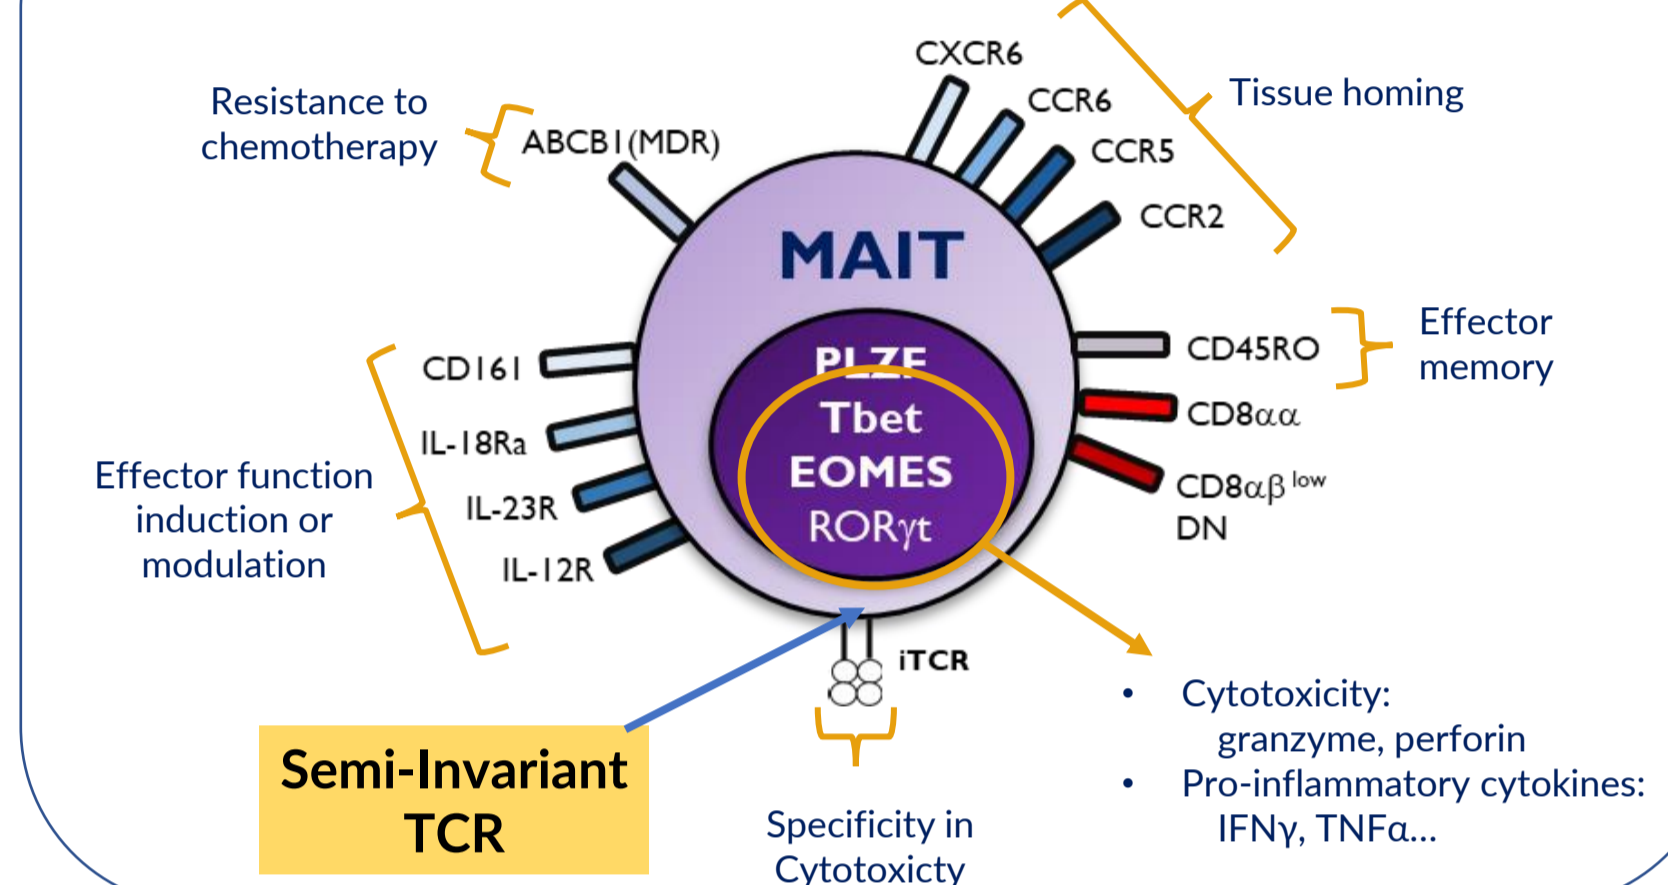 CXCR6
CCR6
CCR5
CCR2
Tissue homing
Resistance to
chemotherapy
ABCB1(MDR)
MAIT
PLZF
Tbet
EOMES
RORγt
CD45RO
Effector
memory
CD8αα
CD8αβ low
DN
CD161
IL-18Ra
IL-23R
IL-12R
Effector function
induction or
modulation
iTCR
Semi-Invariant
TCR
Specificity in
Cytotoxicty
• Cytotoxicity:
granzyme, perforin
• Pro-inflammatory cytokines:
IFNγ, TNFα...